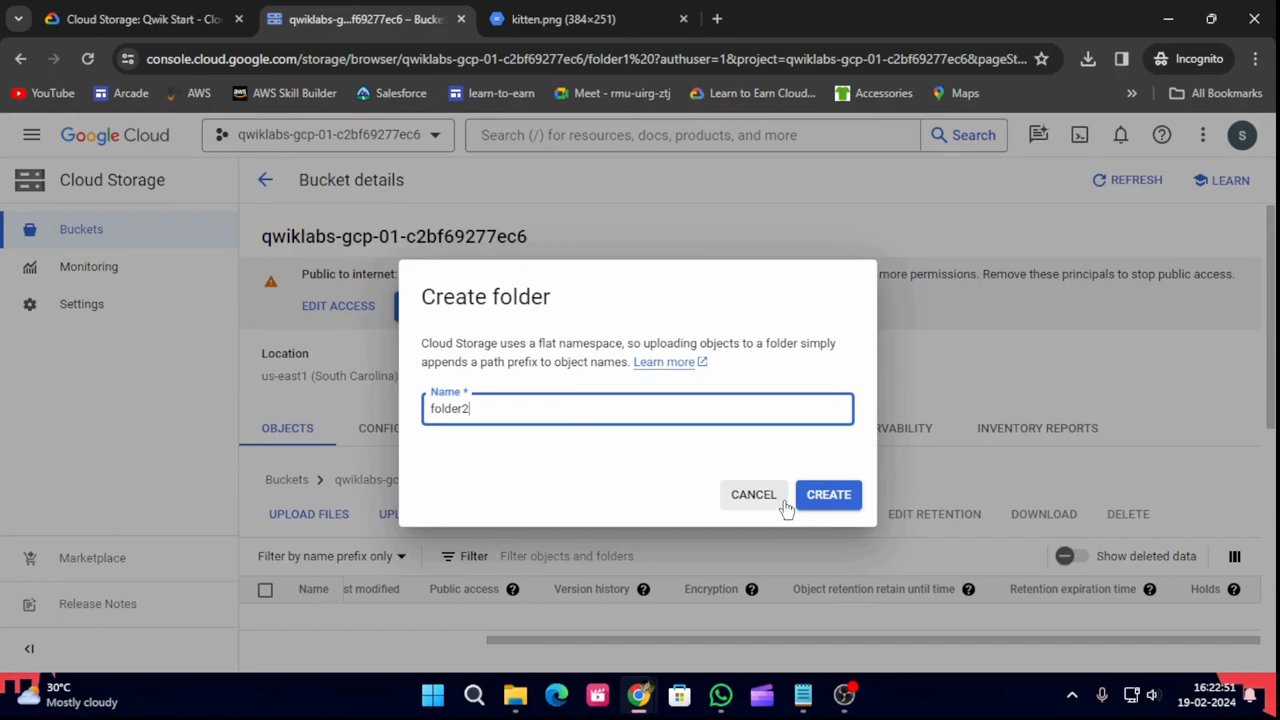 Cloud Storage: Qwik Start - Clo
qwiklabs-g...f69277ec6 – Bucke
kitten.png (384×251)
console.cloud.google.com/storage/browser/qwiklabs-gcp-01-c2bf69277ec6/folder1%20?authuser=1&project=qwiklabs-gcp-01-c2bf69277ec6&pageSt...
Incognito
YouTube
Arcade
AWS
AWS Skill Builder
Salesforce
learn-to-earn
Meet - rmu-uirg-ztj
Learn to Earn Cloud...
Accessories
Maps
All Bookmarks
Google Cloud
qwiklabs-gcp-01-c2bf69277ec6
Search (/) for resources, docs, products, and more
Search
S
Cloud Storage
Bucket details
REFRESH
LEARN
Buckets
Monitoring
Settings
Marketplace
Release Notes
qwiklabs-gcp-01-c2bf69277ec6
Public to internet:
more permissions. Remove these principals to stop public access.
EDIT ACCESS
Location
us-east1 (South Carolina)
OBJECTS
CONFIG
INVENTORY REPORTS
Buckets
qwiklabs-gc
UPLOAD FILES
UPL
EDIT RETENTION
DOWNLOAD
DELETE
Filter by name prefix only
Filter
Filter objects and folders
Show deleted data
Name
st modified
Public access
Version history
Encryption
Object retention retain until time
Retention expiration time
Holds
Create folder
Cloud Storage uses a flat namespace, so uploading objects to a folder simply
appends a path prefix to object names. Learn more
Name *
folder2
CANCEL
CREATE
30°C
Mostly cloudy
16:22:51
19-02-2024